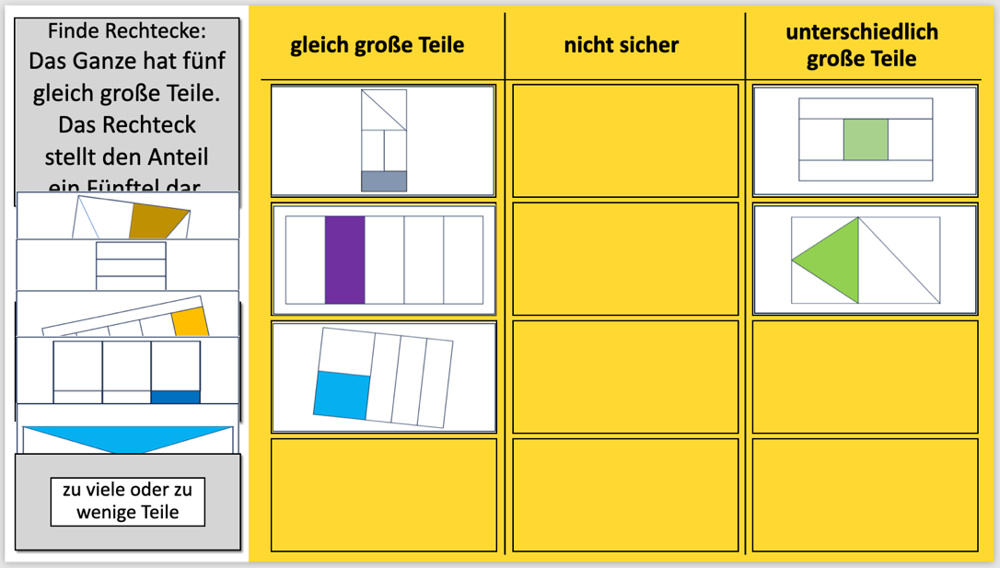 Finde Rechtecke:
Das Ganze hat fünf
gleich große Teile.
Das Rechteck
stellt den Anteil
ein Fünftel dar.
zu viele oder zu
wenige Teile
gleich große Teile
nicht sicher
unterschiedlich
große Teile